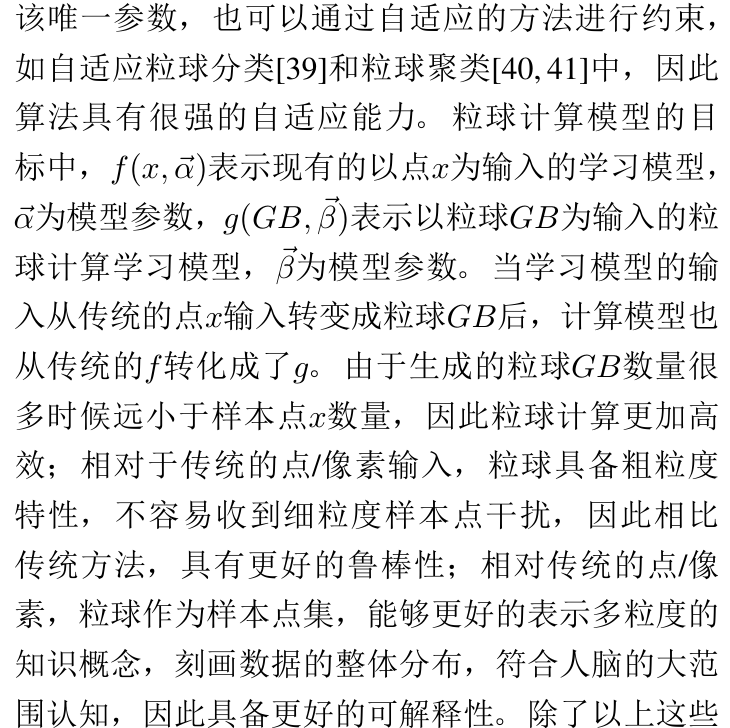 该唯一参数，也可以通过自适应的方法进行约束，
如自适应粒球分类[39]和粒球聚类[40, 41]中，因此
算法具有很强的自适应能力。粒球计算模型的目
标中，f(x, α⃗)表示现有的以点x为输入的学习模型，
α⃗为模型参数，g(GB, β⃗)表示以粒球GB为输入的粒
球计算学习模型，β⃗为模型参数。当学习模型的输
入从传统的点x输入转变成粒球GB后，计算模型也
从传统的f转化成了g。由于生成的粒球GB数量很
多时候远小于样本点x数量，因此粒球计算更加高
效；相对于传统的点/像素输入，粒球具备粗粒度
特性，不容易收到细粒度样本点干扰，因此相比
传统方法，具有更好的鲁棒性；相对传统的点/像
素，粒球作为样本点集，能够更好的表示多粒度的
知识概念，刻画数据的整体分布，符合人脑的大范
围认知，因此具备更好的可解释性。除了以上这些